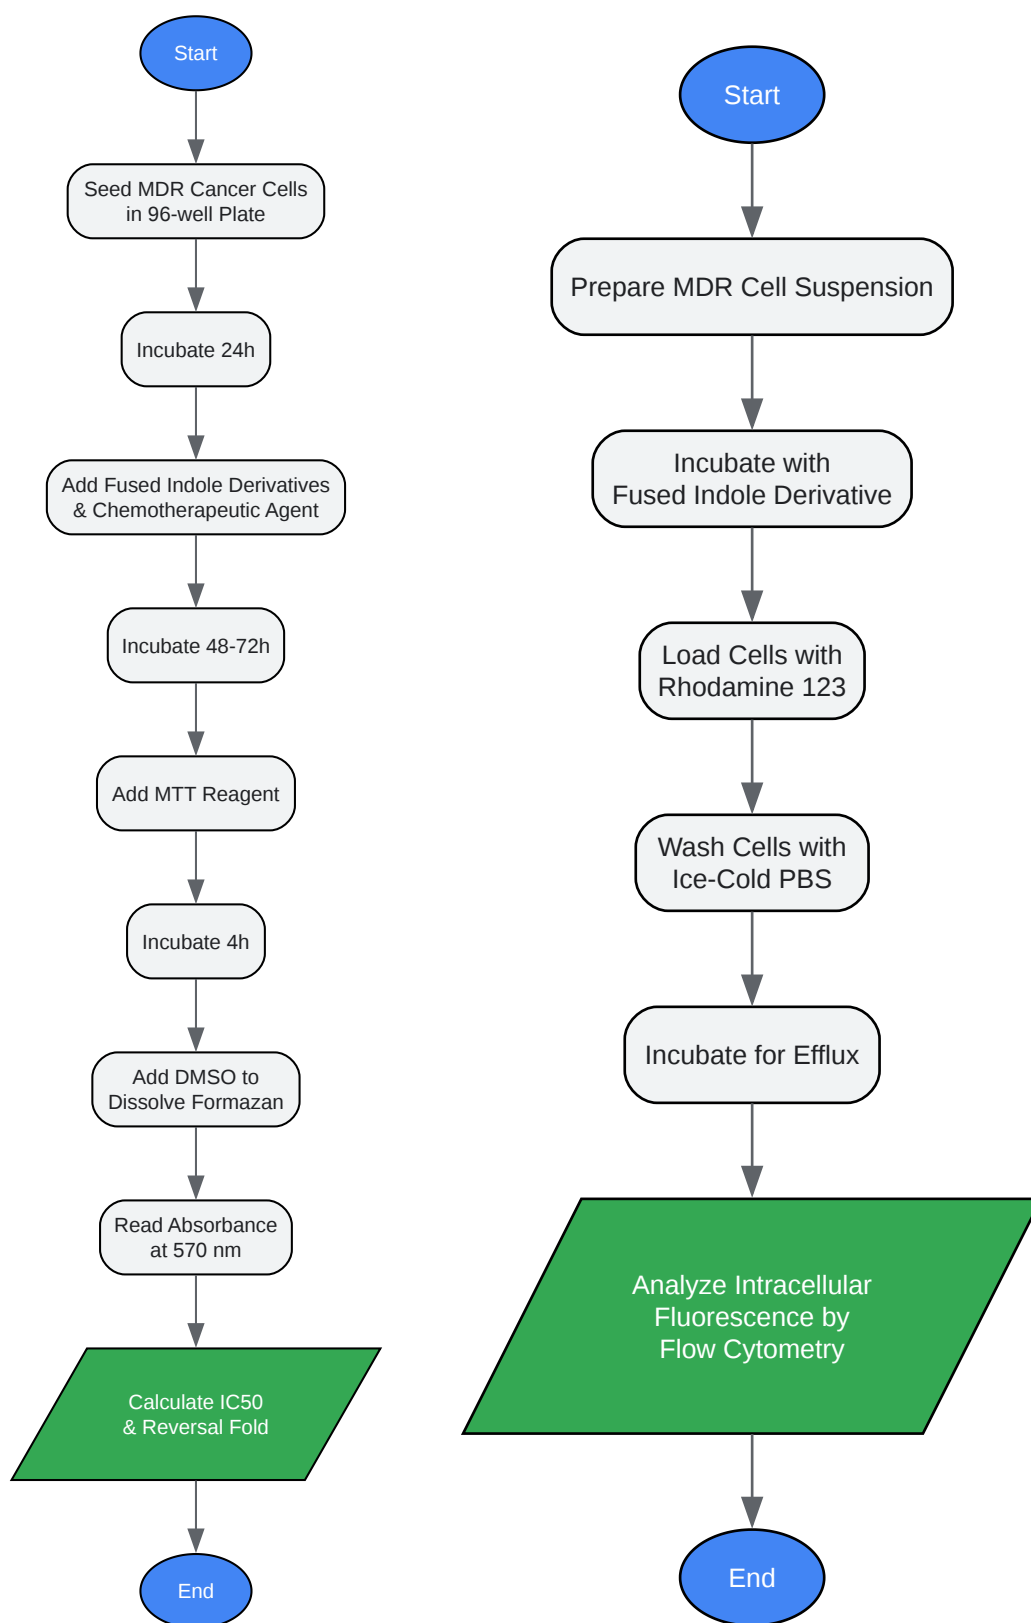 Start
Seed MDR Cancer Cells
in 96-well Plate
Incubate 24h
Add Fused Indole Derivatives
& Chemotherapeutic Agent
Incubate 48-72h
Add MTT Reagent
Incubate 4h
Add DMSO to
Dissolve Formazan
Read Absorbance
at 570 nm
Calculate IC50
& Reversal Fold
End
Start
Prepare MDR Cell Suspension
Incubate with
Fused Indole Derivative
Load Cells with
Rhodamine 123
Wash Cells with
Ice-Cold PBS
Incubate for Efflux
Analyze Intracellular
Fluorescence by
Flow Cytometry
End